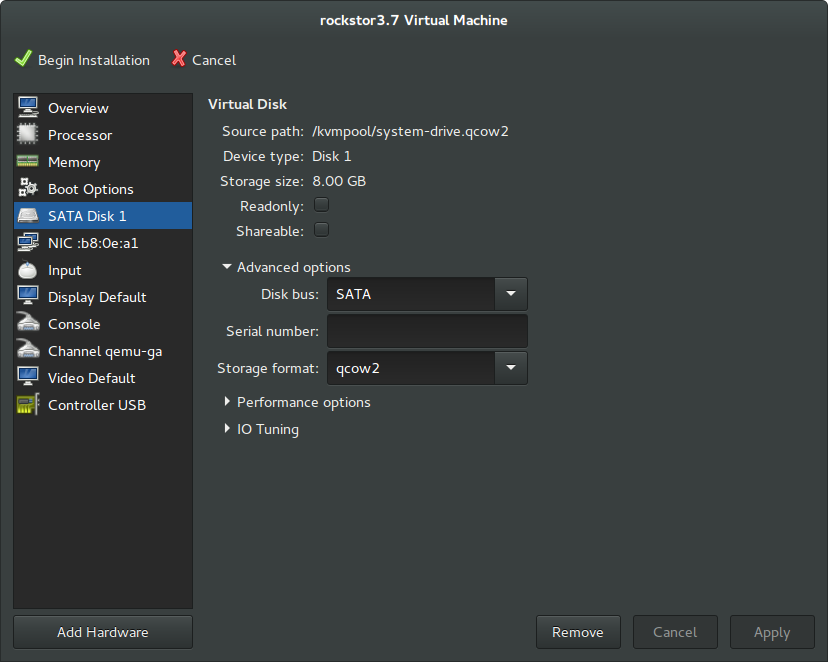 rockstor3.7 Virtual Machine
Begin Installation
Cancel
Overview
Processor
Memory
Boot Options
SATA Disk 1
NIC :b8:0e:a1
Input
Display Default
Console
Channel qemu-ga
Video Default
Controller USB
Add Hardware
Virtual Disk
Source path: /kvmpool/system-drive.qcow2
Device type: Disk 1
Storage size: 8.00 GB
Readonly:
Shareable:
Advanced options
Disk bus: SATA
Serial number:
Storage format: qcow2
Performance options
IO Tuning
Remove
Cancel
Apply